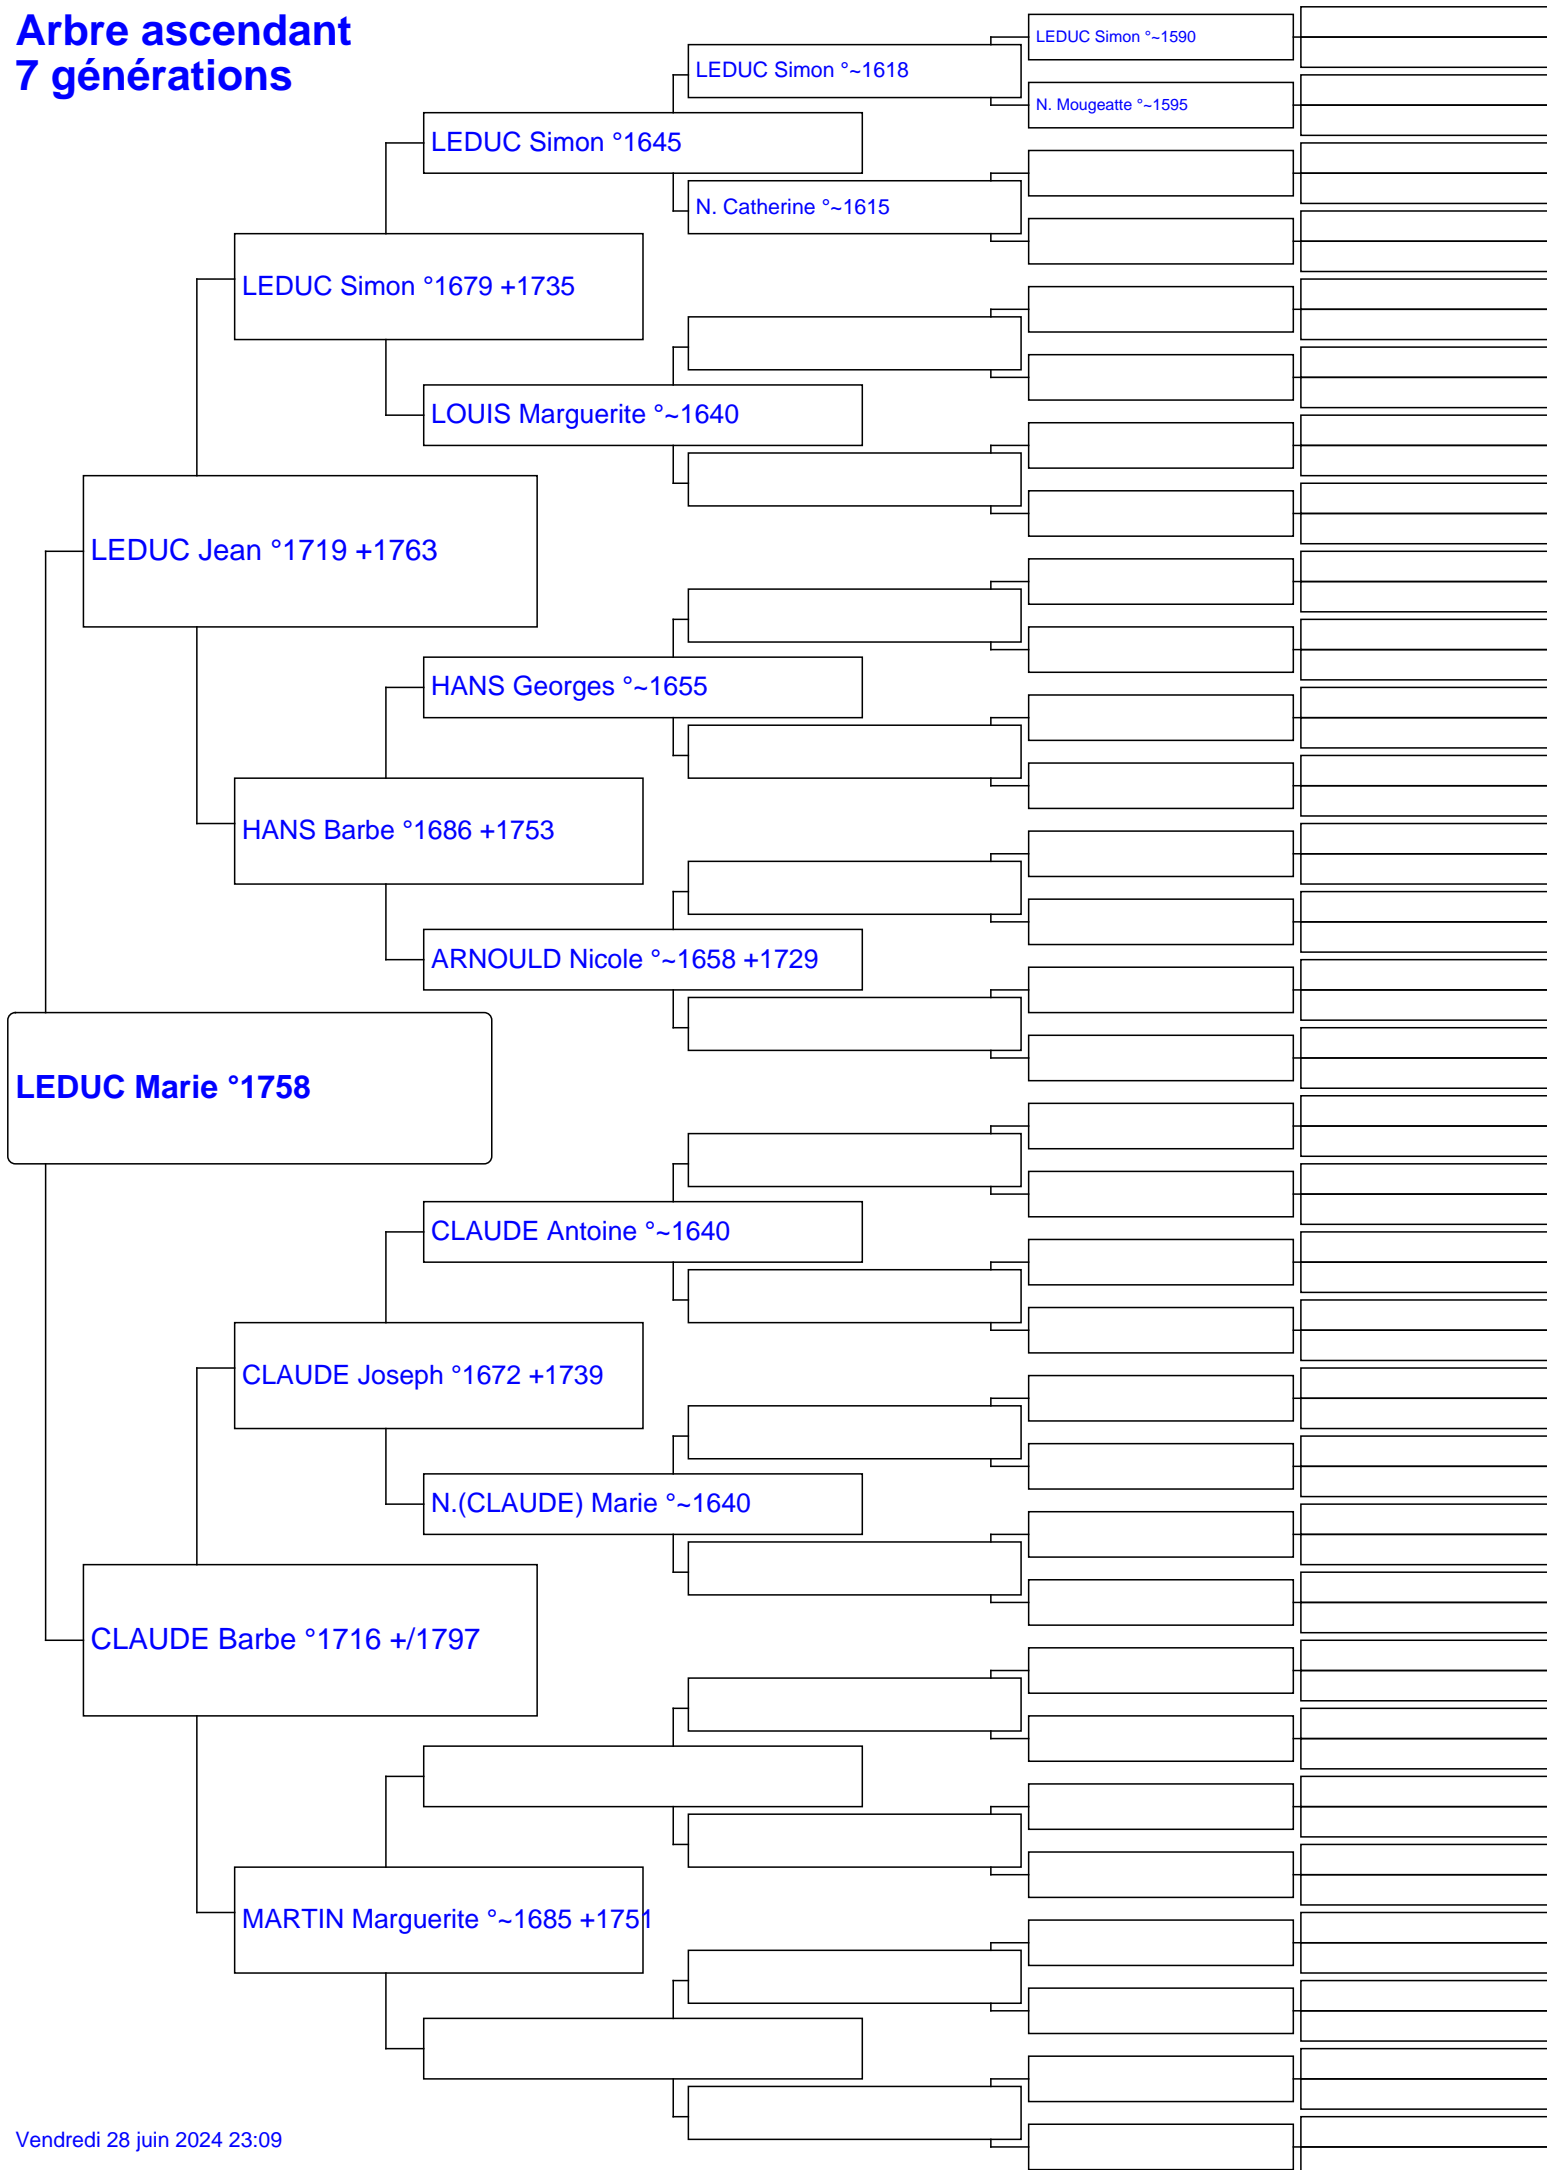 Arbre ascendant
7 générations
LEDUC Simon °~1590
LEDUC Simon °~1618
N. Mougeatte °~1595
LEDUC Simon °1645
N. Catherine °~1615
LEDUC Simon °1679 +1735
LOUIS Marguerite °~1640
LEDUC Jean °1719 +1763
HANS Georges °~1655
HANS Barbe °1686 +1753
ARNOULD Nicole °~1658 +1729
LEDUC Marie °1758
CLAUDE Antoine °~1640
CLAUDE Joseph °1672 +1739
N.(CLAUDE) Marie °~1640
CLAUDE Barbe °1716 +/1797
MARTIN Marguerite °~1685 +1751
Vendredi 28 juin 2024 23:09